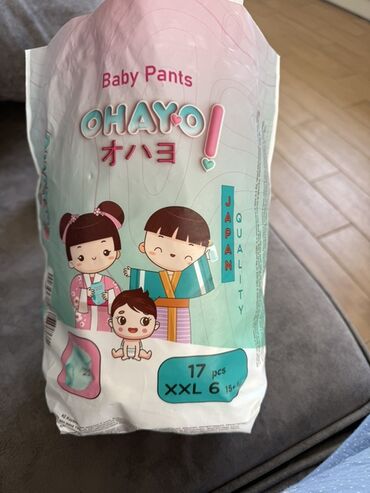 Baby Pants
OHAYO!
オハヨ
JAPAN
QUALITY
17 pcs
XXL 6 15+